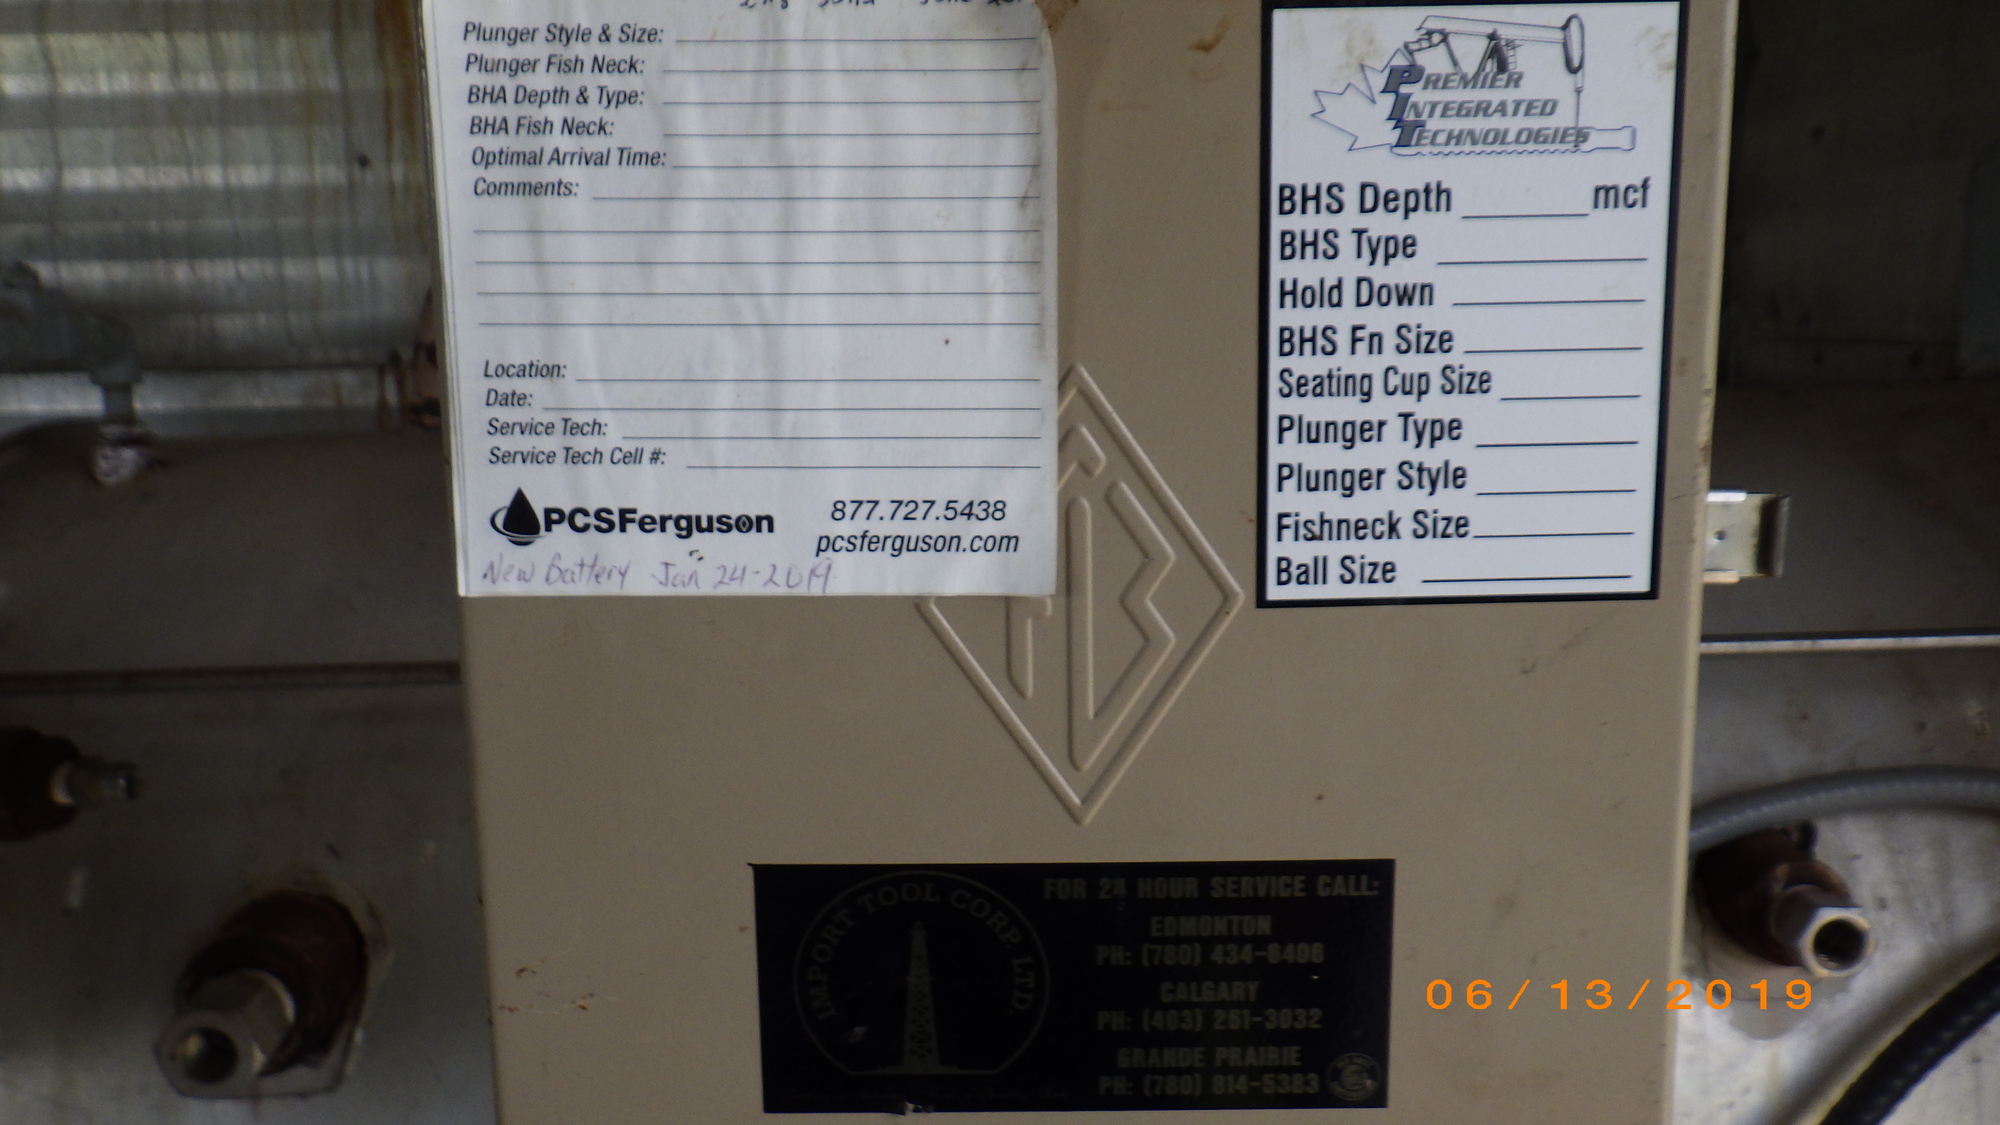 Plunger Style & Size:
Plunger Fish Neck:
BHA Depth & Type:
BHA Fish Neck:
Optimal Arrival Time:
Comments:
Location:
Date:
Service Tech:
Service Tech Cell #:
PCSFerguson
877.727.5438
pcsferguson.com
New Battery Jan 24-2019
PREMIER
INTEGRATED
TECHNOLOGIES
BHS Depth mcf
BHS Type
Hold Down
BHS Fn Size
Seating Cup Size
Plunger Type
Plunger Style
Fishneck Size
Ball Size
IMPORT TOOL CORP. LTD.
FOR 24 HOUR SERVICE CALL:
EDMONTON
PH: (780) 434-6406
CALGARY
PH: (403) 261-3032
GRANDE PRAIRIE
PH: (780) 814-5383
06/13/2019